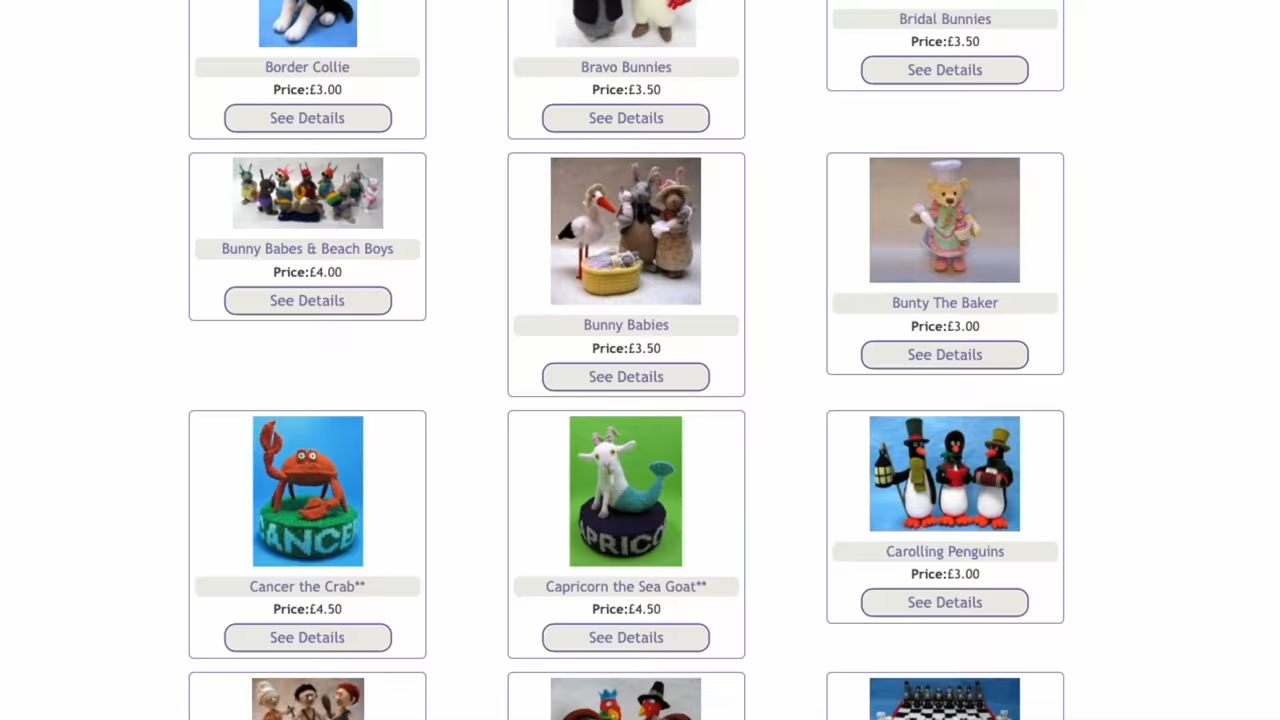 Border Collie
Price:£3.00
See Details
Bravo Bunnies
Price:£3.50
See Details
Bridal Bunnies
Price:£3.50
See Details
Bunny Babes & Beach Boys
Price:£4.00
See Details
Bunny Babies
Price:£3.50
See Details
Bunty The Baker
Price:£3.00
See Details
CANCER
Cancer the Crab**
Price:£4.50
See Details
APRICO
Capricorn the Sea Goat**
Price:£4.50
See Details
Carolling Penguins
Price:£3.00
See Details